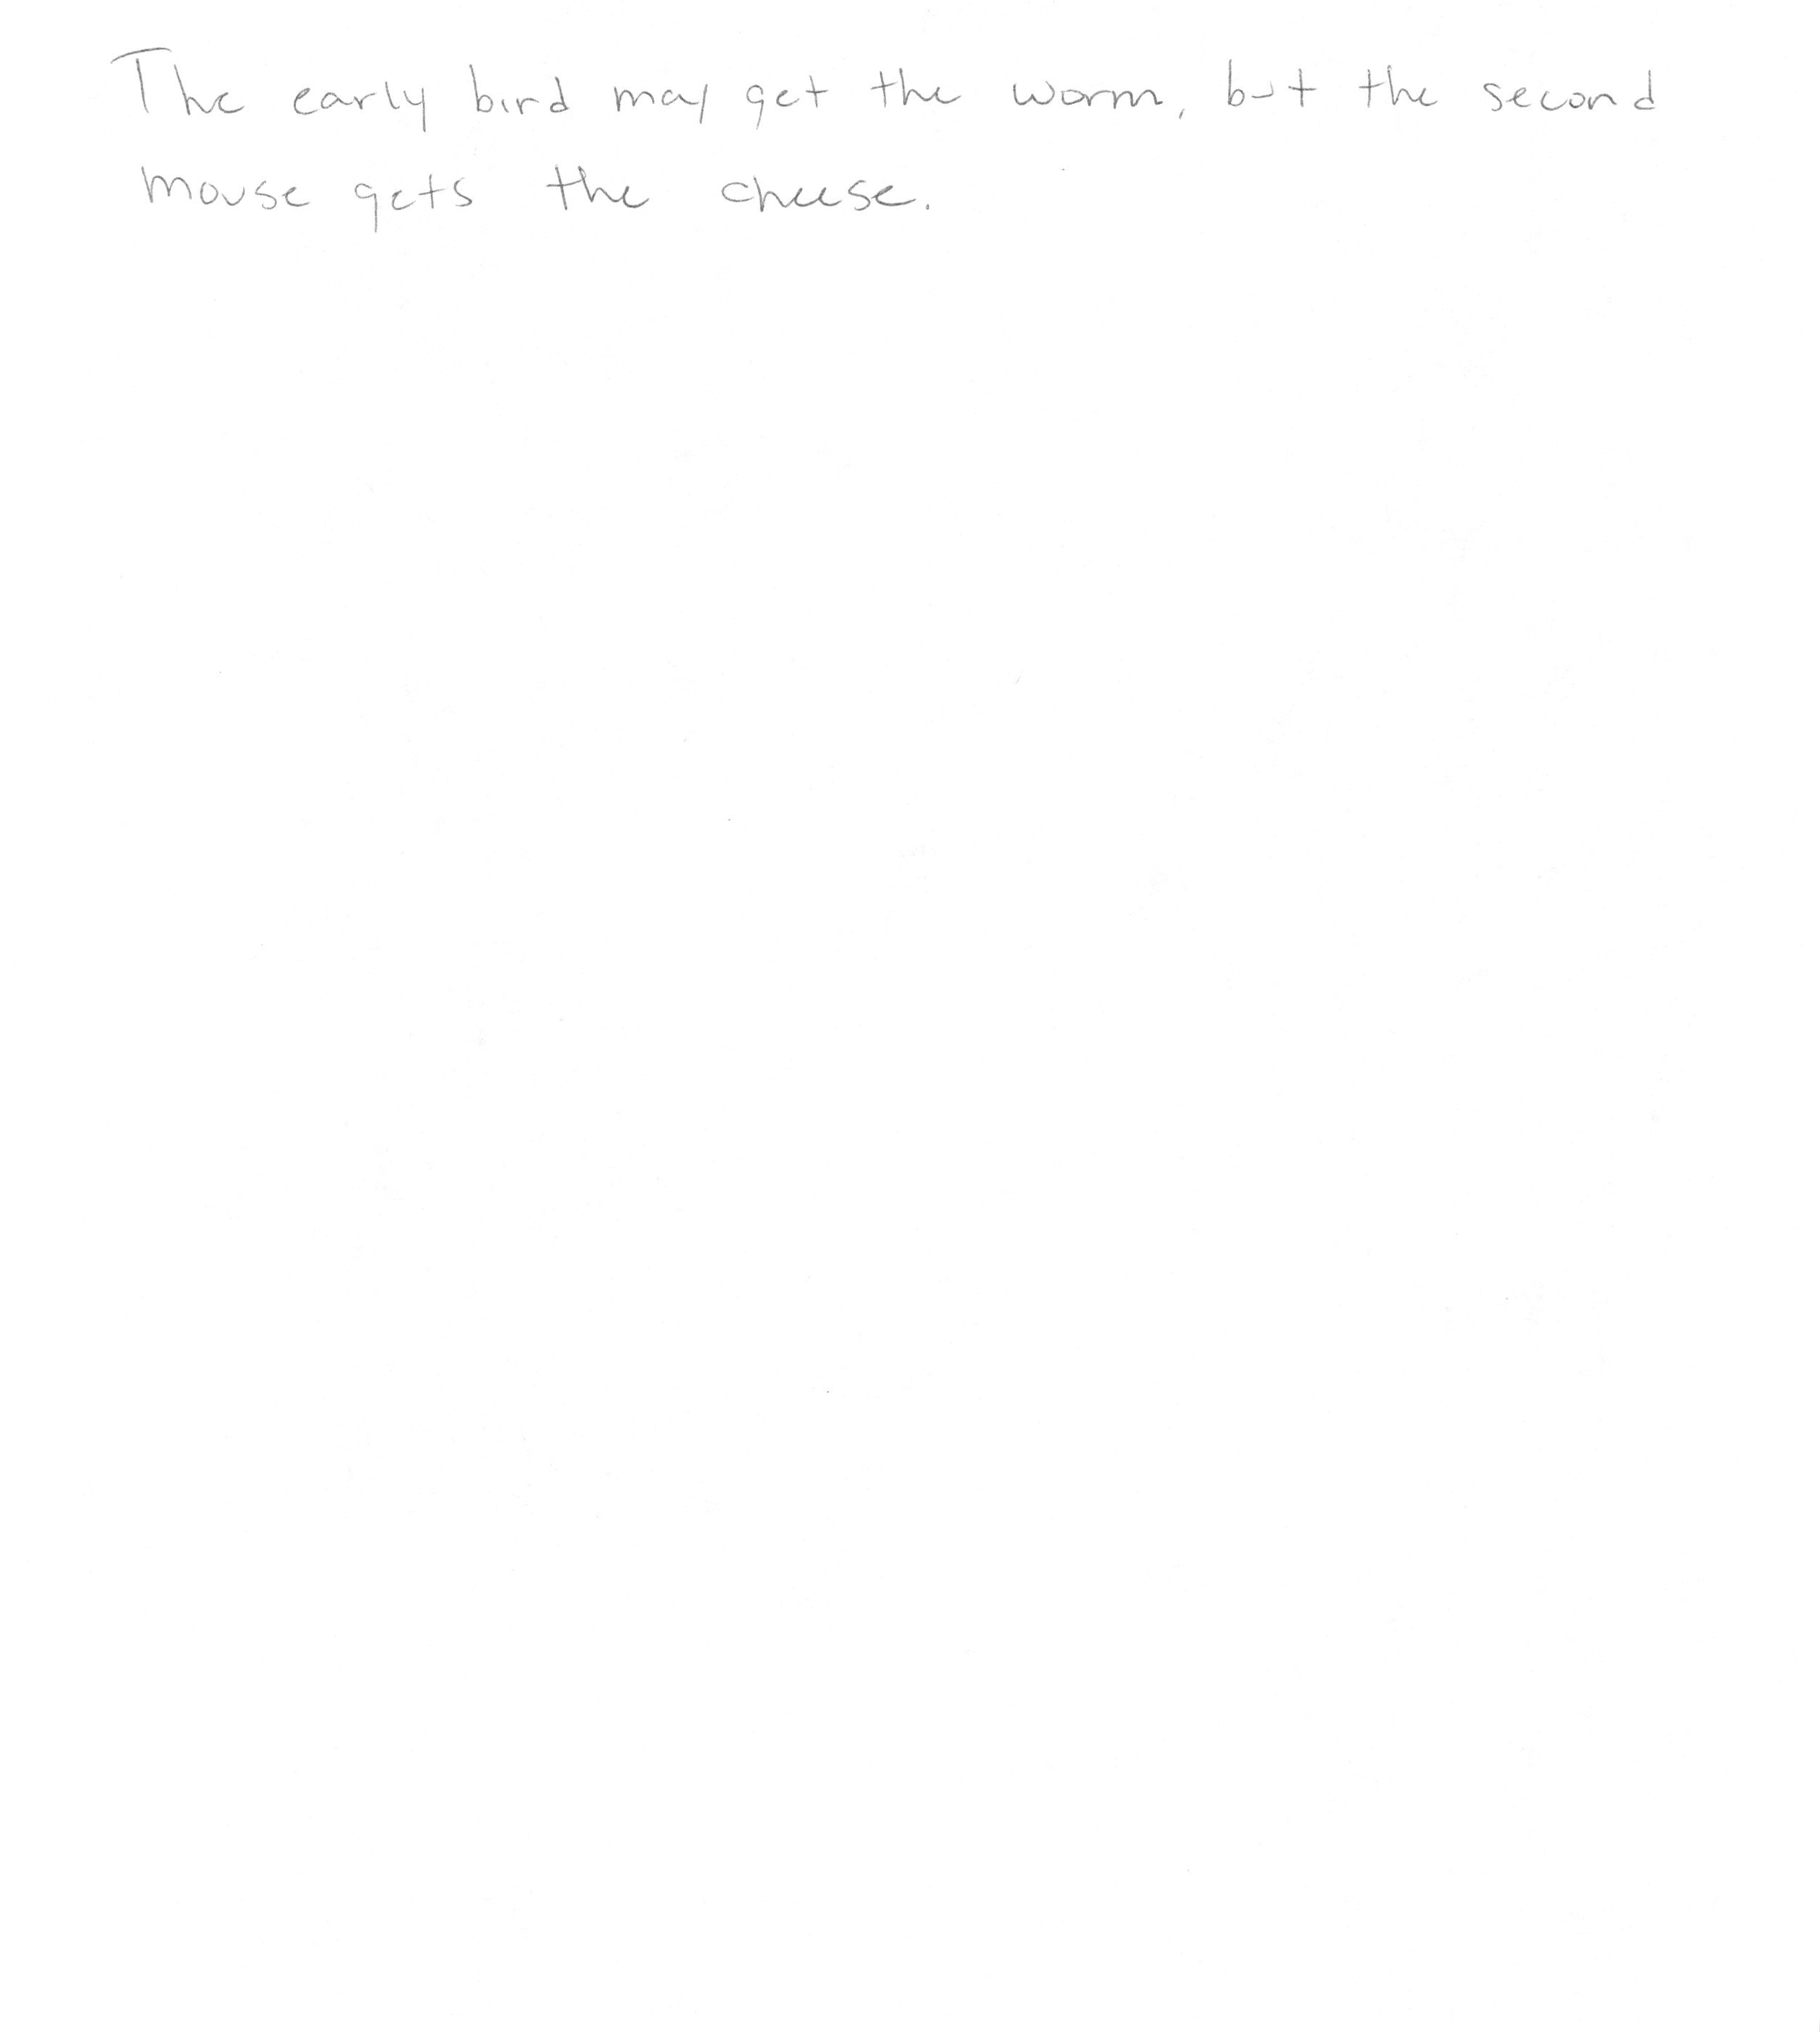 The early bird may get the worm, but the second
mouse gets the cheese.